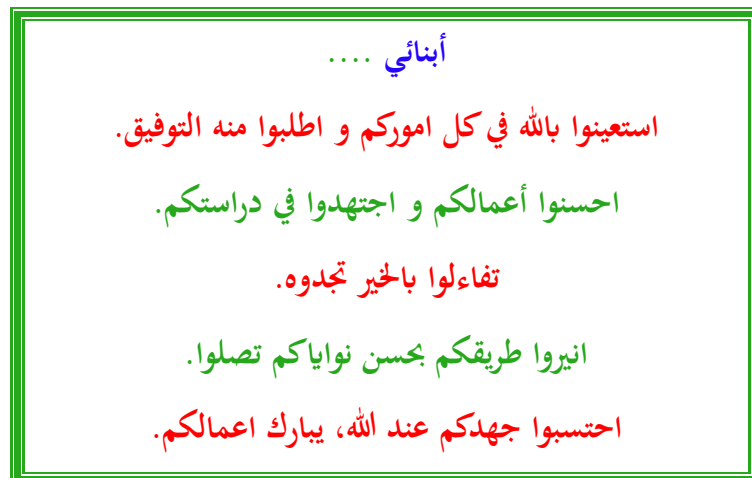 أبنائي ....
استعينوا بالله في كل اموركم و اطلبوا منه التوفيق.
احسنوا أعمالكم و اجتهدوا في دراستكم.
تفاءلوا بالخير تجدوه.
انيروا طريقكم بحسن نواياكم تصلوا.
احتسبوا جهدكم عند الله، يبارك اعمالكم.